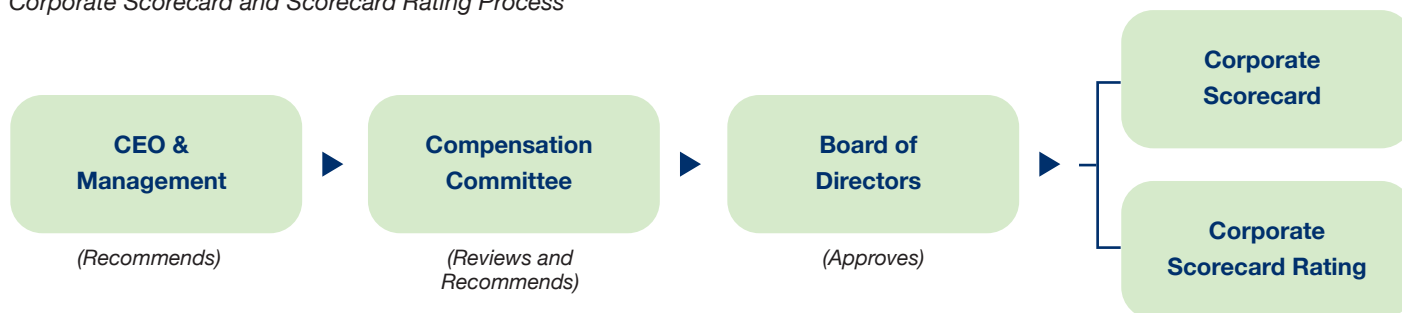 Corporate Scorecard and Scorecard Rating Process
CEO &
Management
(Recommends)
Compensation
Committee
(Reviews and
Recommends)
Board of
Directors
(Approves)
Corporate
Scorecard
Corporate
Scorecard Rating